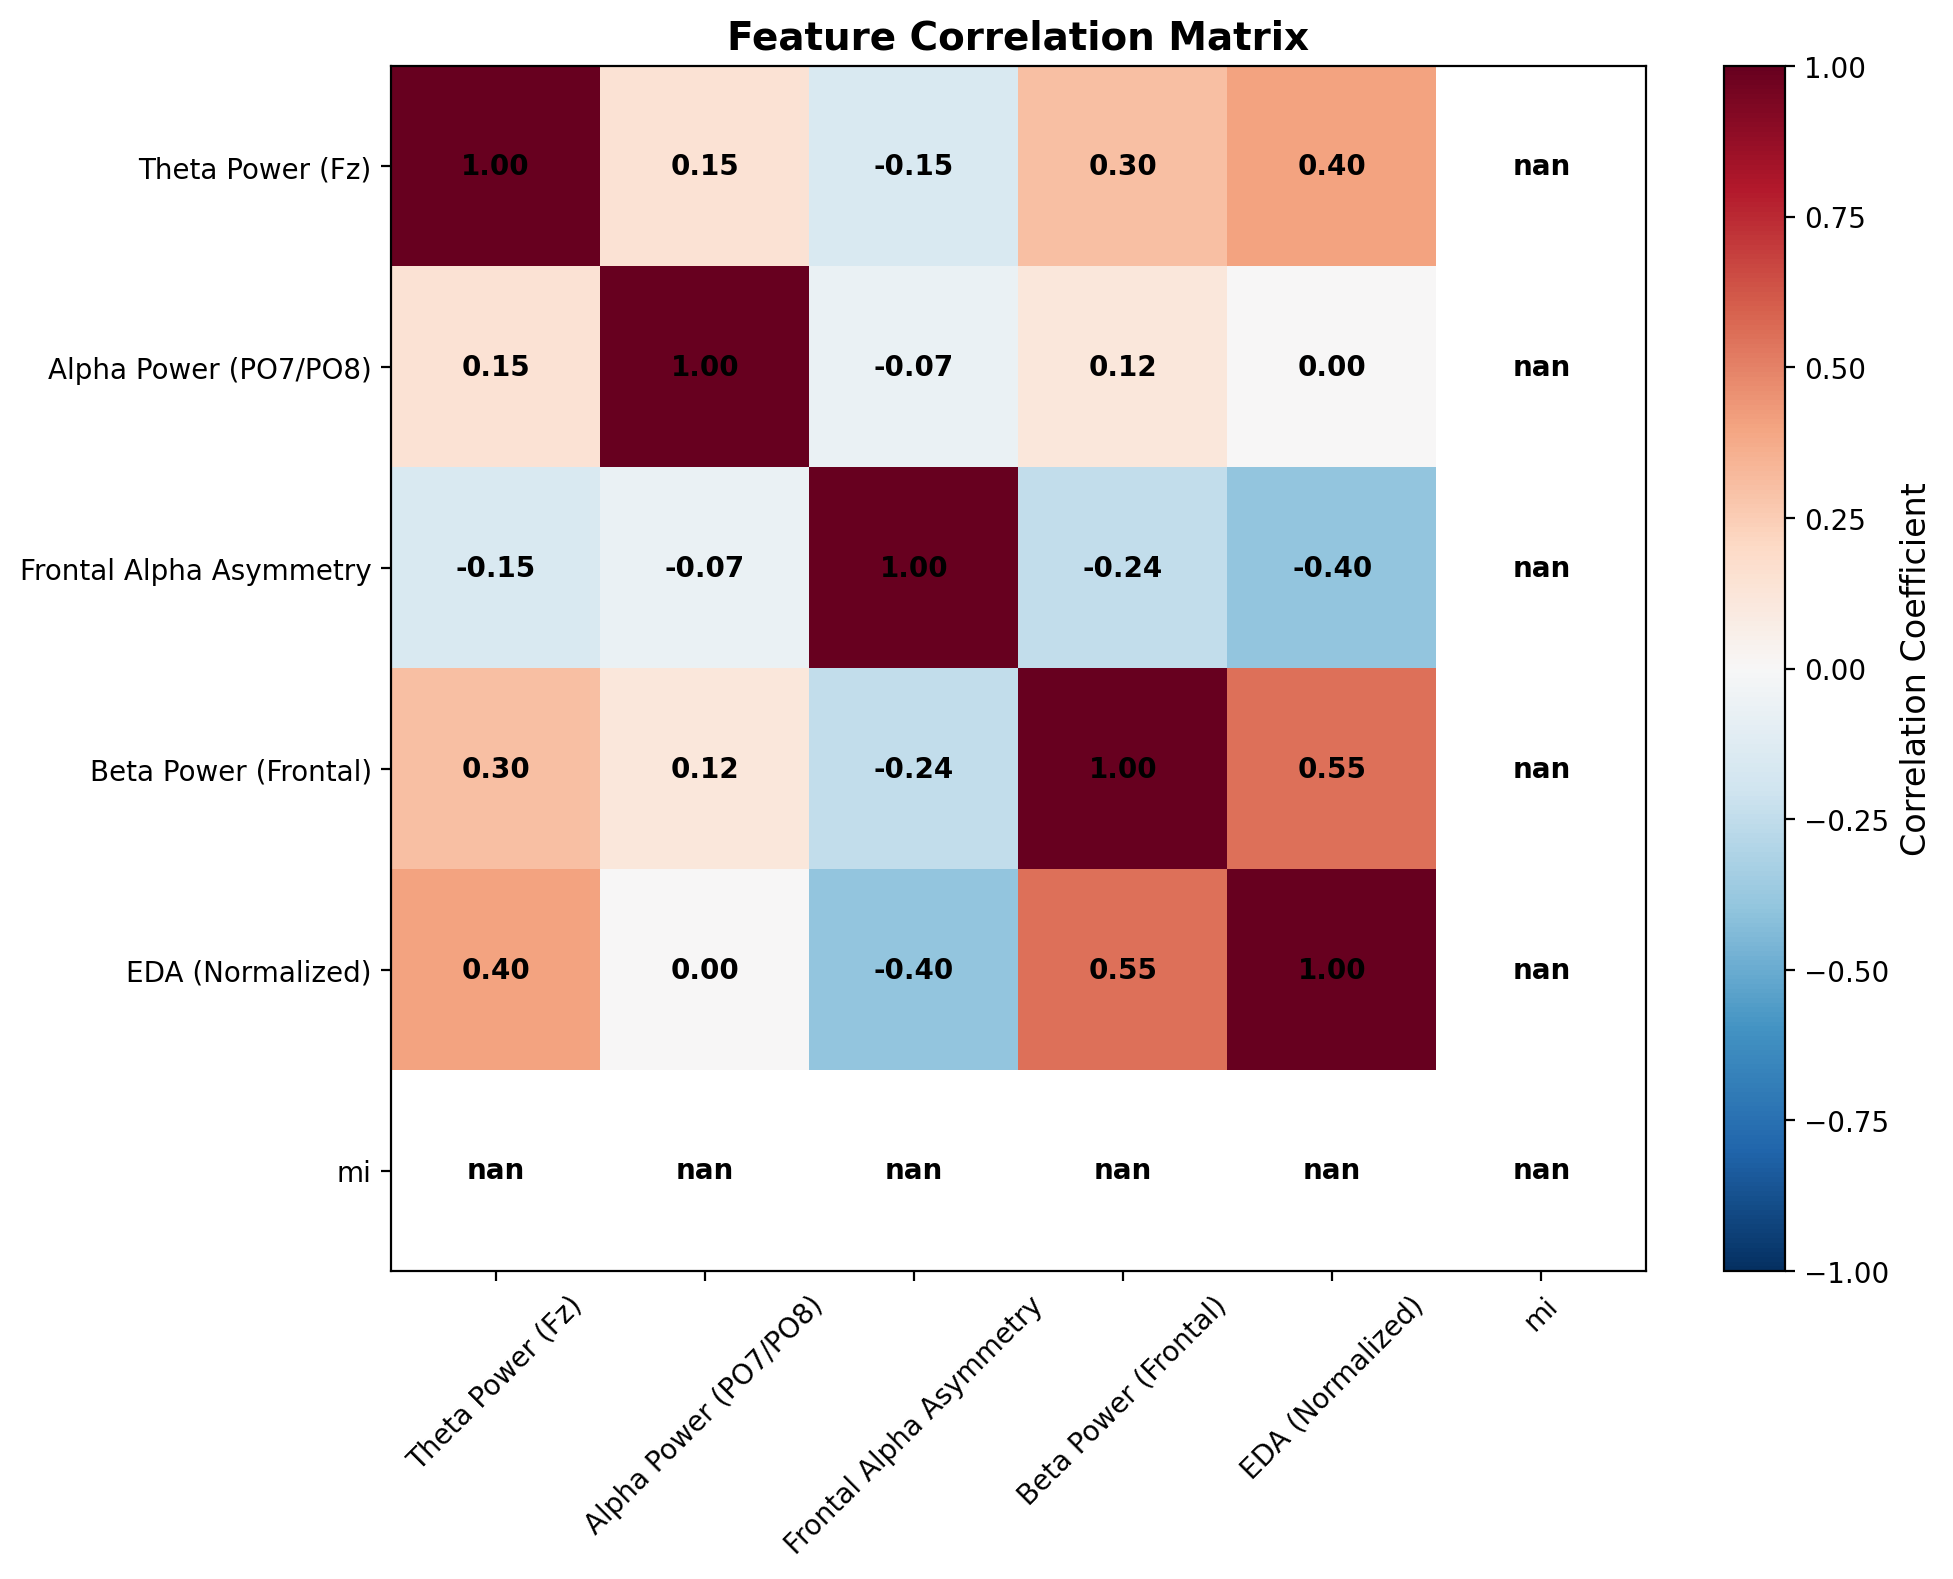 Feature Correlation Matrix
Theta Power (Fz) 1.00 0.15 -0.15 0.30 0.40 nan
Alpha Power (PO7/PO8) 0.15 1.00 -0.07 0.12 0.00 nan
Frontal Alpha Asymmetry -0.15 -0.07 1.00 -0.24 -0.40 nan
Beta Power (Frontal) 0.30 0.12 -0.24 1.00 0.55 nan
EDA (Normalized) 0.40 0.00 -0.40 0.55 1.00 nan
mi nan nan nan nan nan nan
Theta Power (Fz)
Alpha Power (PO7/PO8)
Frontal Alpha Asymmetry
Beta Power (Frontal)
EDA (Normalized)
mi
1.00
0.75
0.50
0.25
0.00
−0.25
−0.50
−0.75
−1.00
Correlation Coefficient